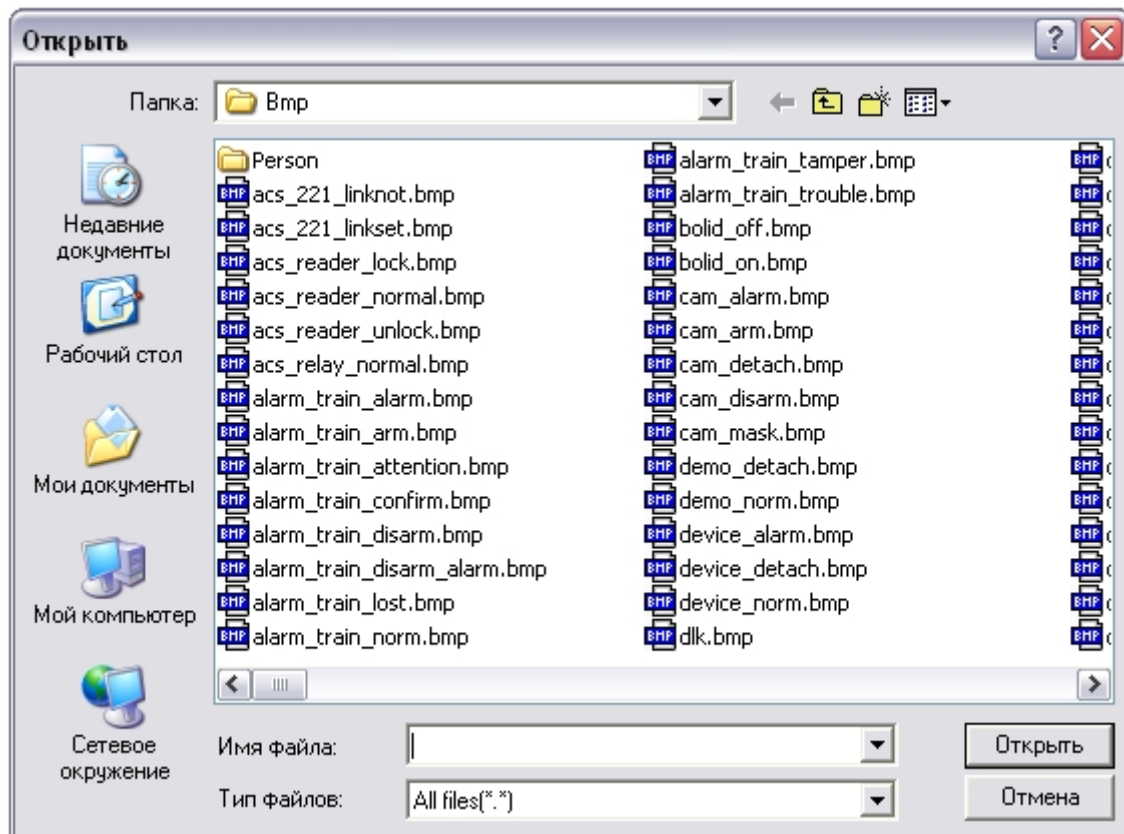 Открыть
Папка:
Bmp
Недавние
документы
Рабочий стол
Мои документы
Мой компьютер
Сетевое
окружение
Person
acs_221_linknot.bmp
acs_221_linkset.bmp
acs_reader_lock.bmp
acs_reader_normal.bmp
acs_reader_unlock.bmp
acs_relay_normal.bmp
alarm_train_alarm.bmp
alarm_train_arm.bmp
alarm_train_attention.bmp
alarm_train_confirm.bmp
alarm_train_disarm.bmp
alarm_train_disarm_alarm.bmp
alarm_train_lost.bmp
alarm_train_norm.bmp
alarm_train_tamper.bmp
alarm_train_trouble.bmp
bolid_off.bmp
bolid_on.bmp
cam_alarm.bmp
cam_arm.bmp
cam_detach.bmp
cam_disarm.bmp
cam_mask.bmp
demo_detach.bmp
demo_norm.bmp
device_alarm.bmp
device_detach.bmp
device_norm.bmp
dlk.bmp
Имя файла:
Открыть
Тип файлов:
All files(*.*)
Отмена